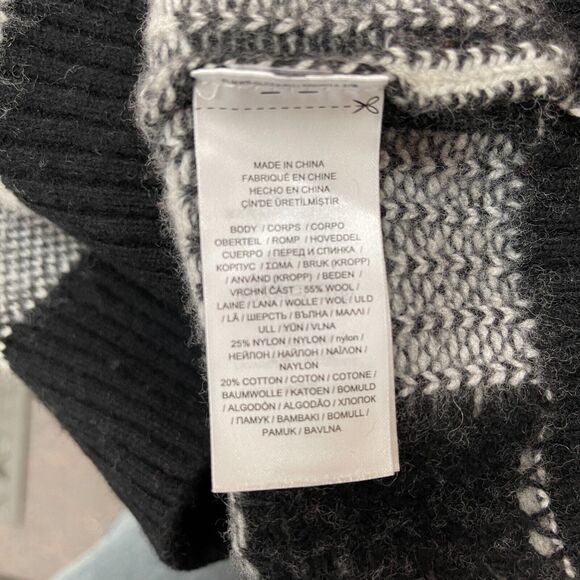 MADE IN CHINA
FABRIQUÉ EN CHINE
HECHO EN CHINA
ÇİN'DE ÜRETİLMİŞTİR
BODY / CORPS / CORPO
OBERTEIL / ROMP / HOVEDDEL
CUERPO / ПЕРЕД И СПИНКА /
КОРПУС / ΣΩΜΑ / BRUK (KROPP)
/ ANVÄND (KROPP) / BEDEN /
VRCHNÍ ČÁST : 55% WOOL /
LAINE / LANA / WOLLE / WOL / ULD
/ LÃ / ШЕРСТЬ / ВЪЛНА / ΜΑΛΛΙ /
ULL / YÜN / VLNA
25% NYLON / NYLON / nylon /
НЕЙЛОН / НАЙЛОН / ΝΑΪΛΟΝ /
NAYLON
20% COTTON / COTON / COTONE /
BAUMWOLLE / KATOEN / BOMULD
/ ALGODÓN / ALGODÃO / ХЛОПОК
/ ПАМУК / ΒΑΜΒΑΚΙ / BOMULL /
PAMUK / BAVLNA